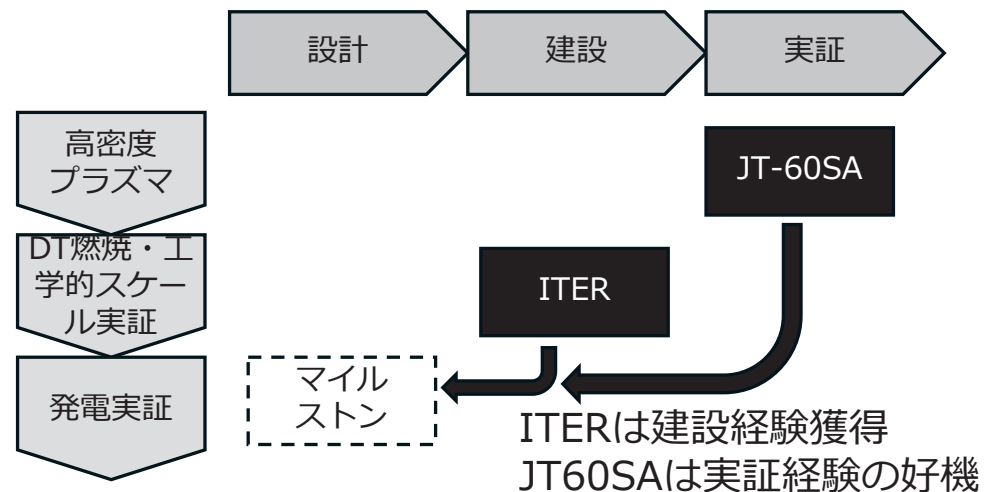 設計
建設
実証
高密度
プラズマ
JT-60SA
DT燃焼・工
学的スケー
ル実証
ITER
発電実証
マイル
ストン
ITERは建設経験獲得
JT60SAは実証経験の好機